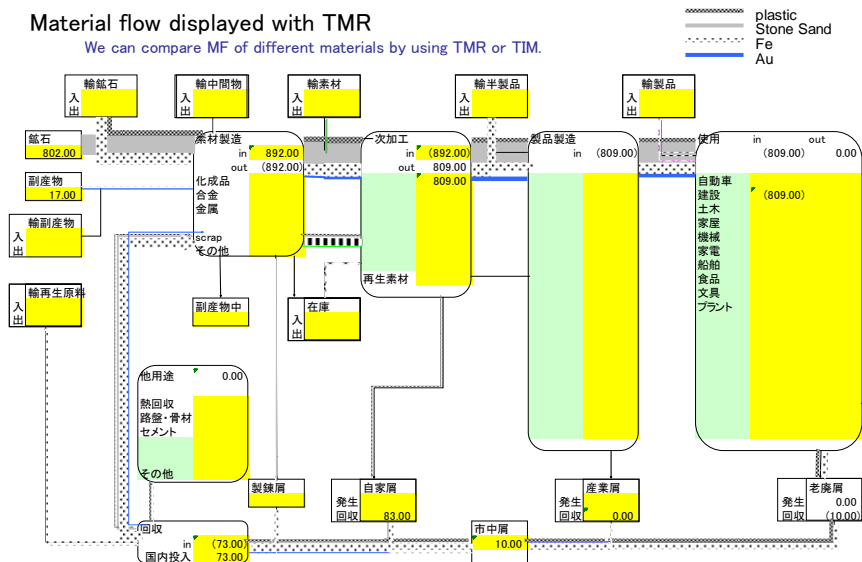 Material flow displayed with TMR
We can compare MF of different materials by using TMR or TIM.
plastic
Stone Sand
Fe
Au
輸鉱石
入
出
輸中間物
入
出
輸素材
入
出
輸半製品
入
出
輸製品
入
出
鉱石
802.00
副産物
17.00
輸副産物
入
出
輸再生原料
入
出
素材製造
in 892.00
out (892.00)
化成品
合金
金属
scrap
その他
一次加工
in (892.00)
out 809.00
809.00
再生素材
製品製造
in (809.00)
使用 in out
(809.00) 0.00
自動車
建設 (809.00)
土木
家屋
機械
家電
船舶
食品
文具
プラント
副産物中
在庫
入
出
他用途 0.00
熱回収
路盤・骨材
セメント
その他
製錬屑
自家屑
発生
回収 83.00
産業屑
発生
回収 0.00
老廃屑
発生 0.00
回収 (10.00)
市中屑
10.00
回収
in (73.00)
国内投入 73.00